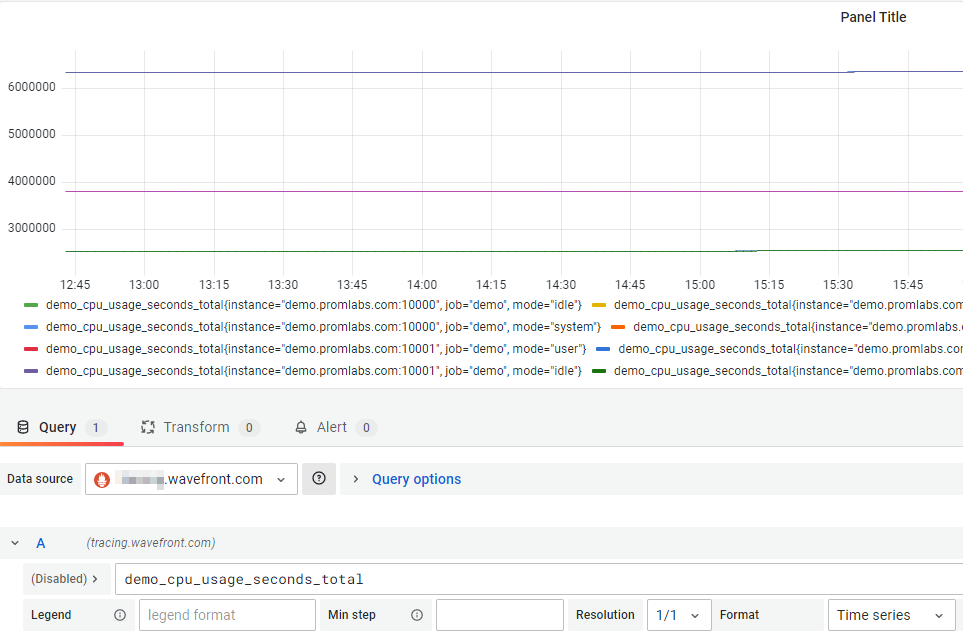 Panel Title
6000000
5000000
4000000
3000000
12:45 13:00 13:15 13:30 13:45 14:00 14:15 14:30 14:45 15:00 15:15 15:30 15:45
demo_cpu_usage_seconds_total{instance="demo.promlabs.com:10000", job="demo", mode="idle"} demo_cpu_usage_seconds_total{instance="demo.promlabs.com
demo_cpu_usage_seconds_total{instance="demo.promlabs.com:10000", job="demo", mode="system"} demo_cpu_usage_seconds_total{instance="demo.promlabs.c
demo_cpu_usage_seconds_total{instance="demo.promlabs.com:10001", job="demo", mode="user"} demo_cpu_usage_seconds_total{instance="demo.promlabs.com
demo_cpu_usage_seconds_total{instance="demo.promlabs.com:10001", job="demo", mode="idle"} demo_cpu_usage_seconds_total{instance="demo.promlabs.com
Query 1 Transform 0 Alert 0
Data source .wavefront.com Query options
A (tracing.wavefront.com)
(Disabled) > demo_cpu_usage_seconds_total
Legend legend format Min step Resolution 1/1 Format Time series